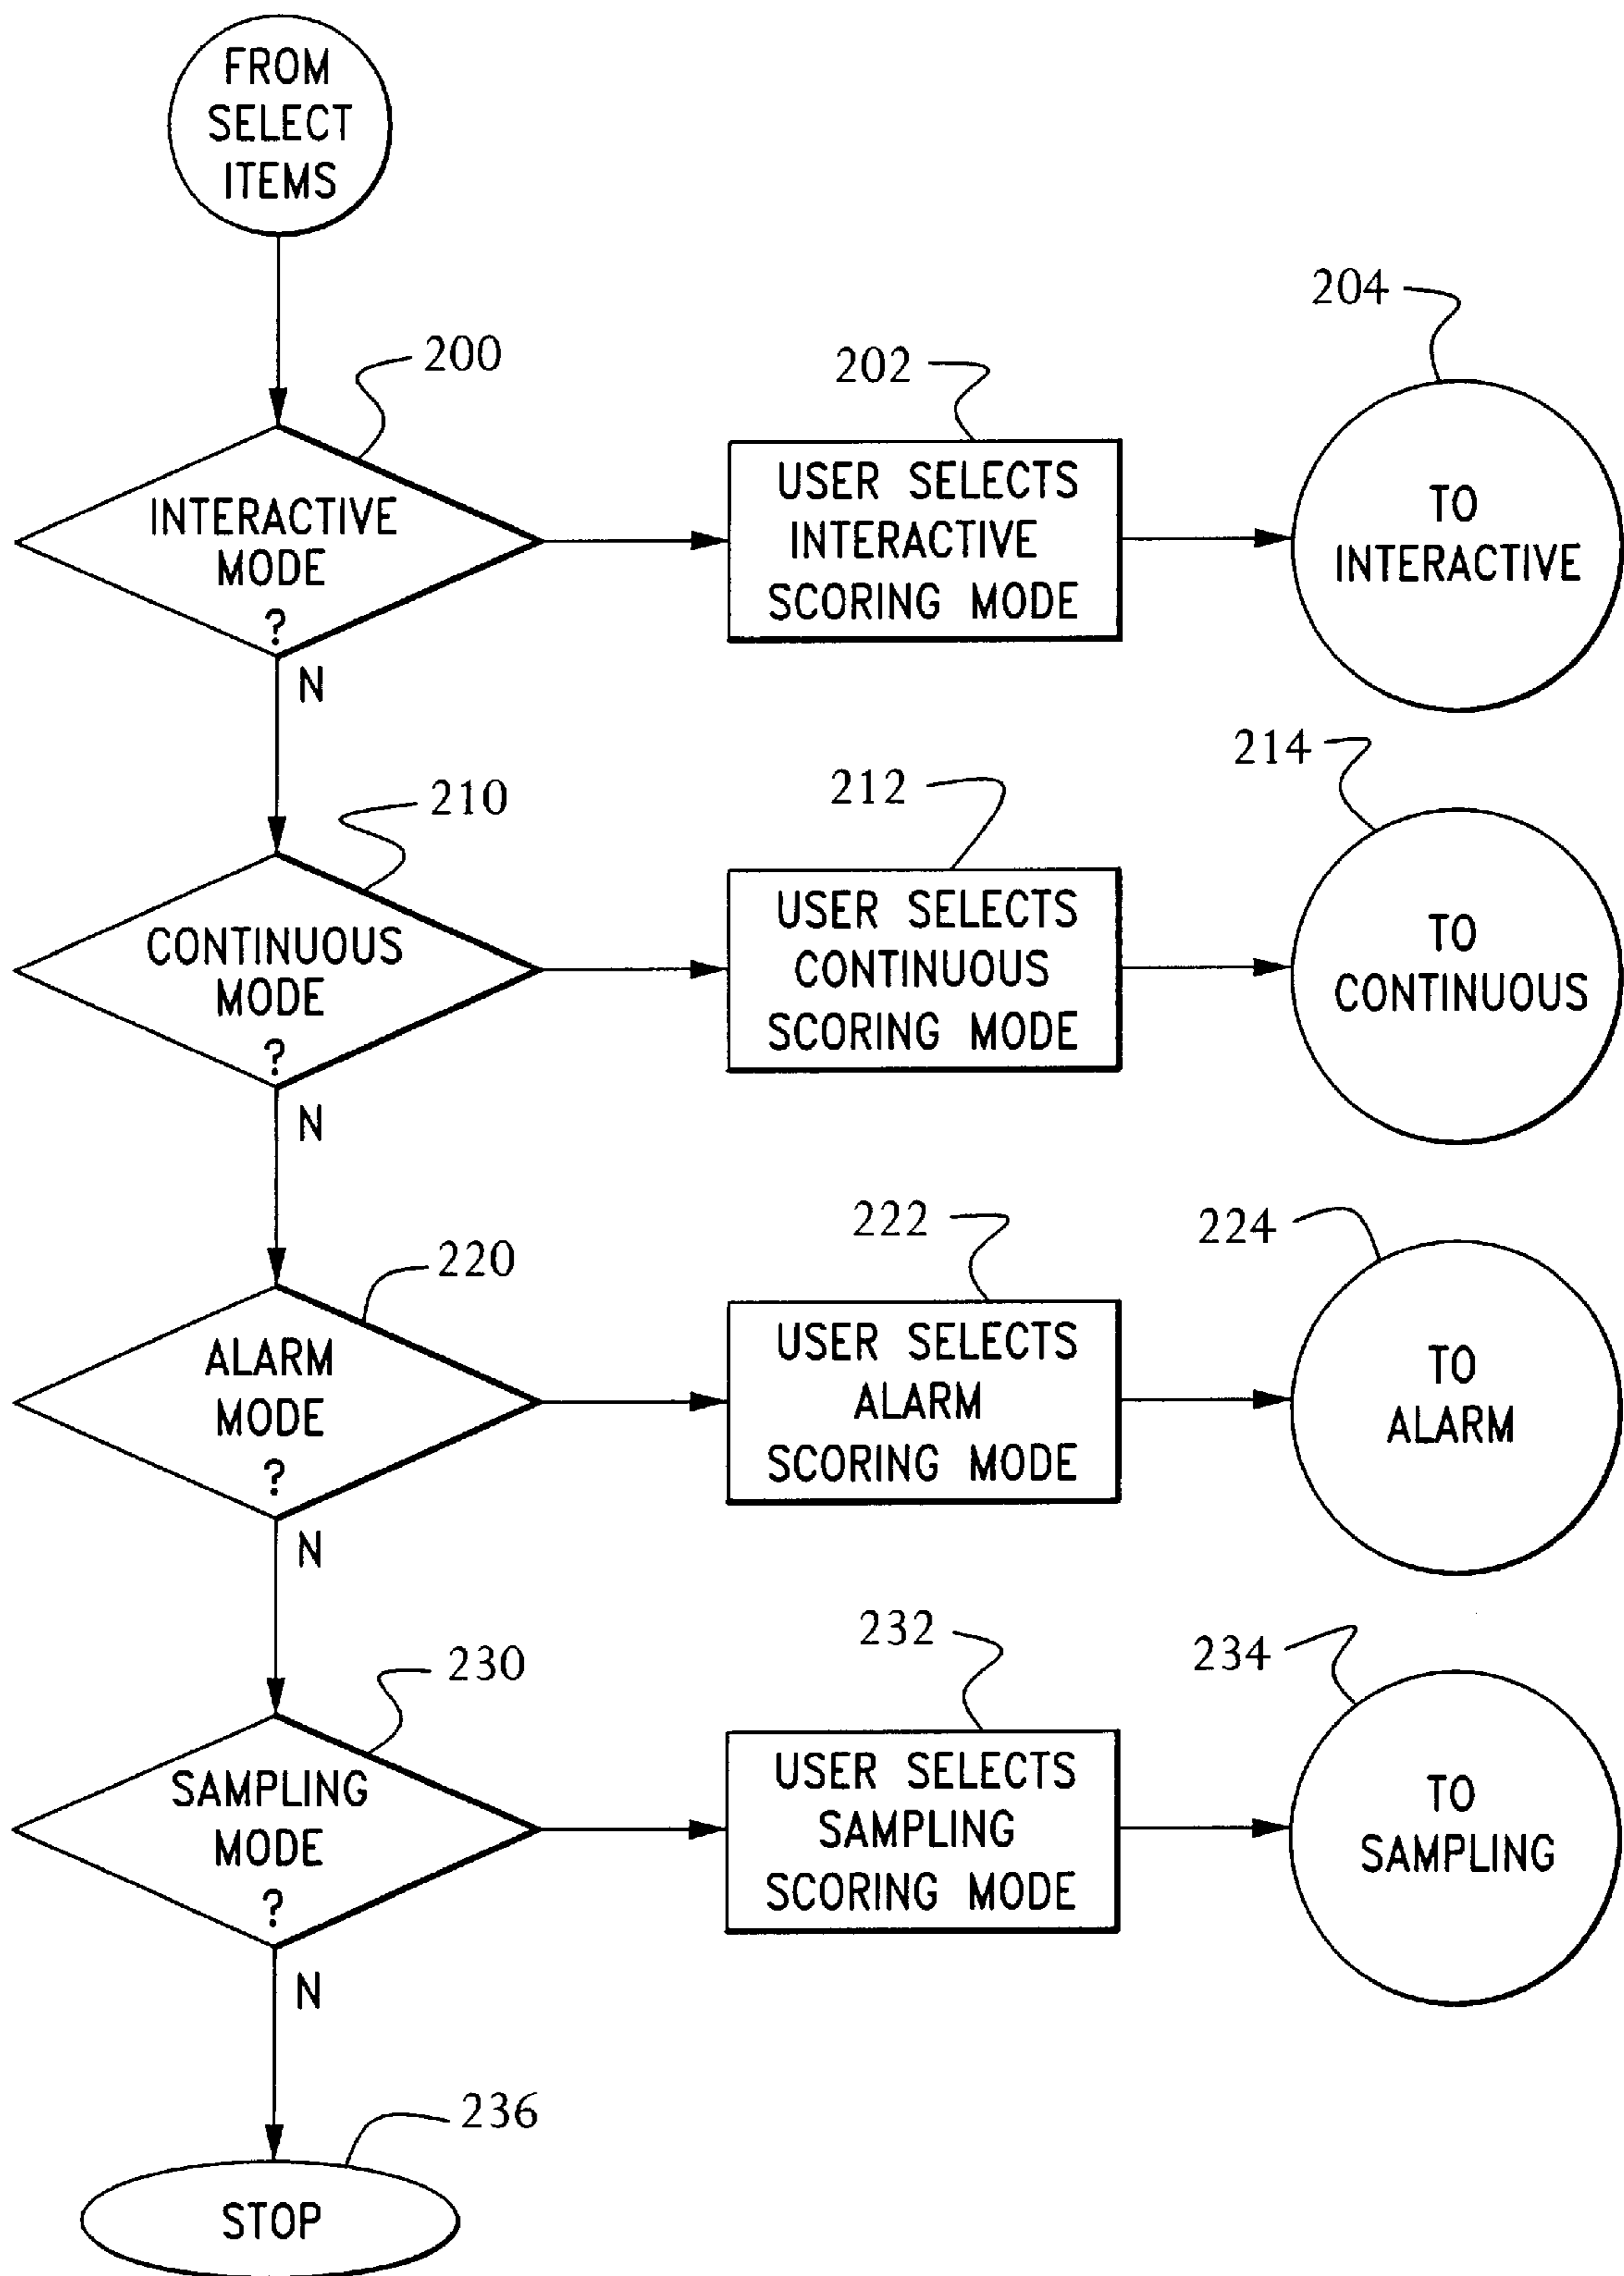 FROM
SELECT
ITEMS
200
INTERACTIVE
MODE
?
N
202
USER SELECTS
INTERACTIVE
SCORING MODE
204
TO
INTERACTIVE
210
CONTINUOUS
MODE
?
N
212
USER SELECTS
CONTINUOUS
SCORING MODE
214
TO
CONTINUOUS
220
ALARM
MODE
?
N
222
USER SELECTS
ALARM
SCORING MODE
224
TO
ALARM
230
SAMPLING
MODE
?
N
232
USER SELECTS
SAMPLING
SCORING MODE
234
TO
SAMPLING
236
STOP